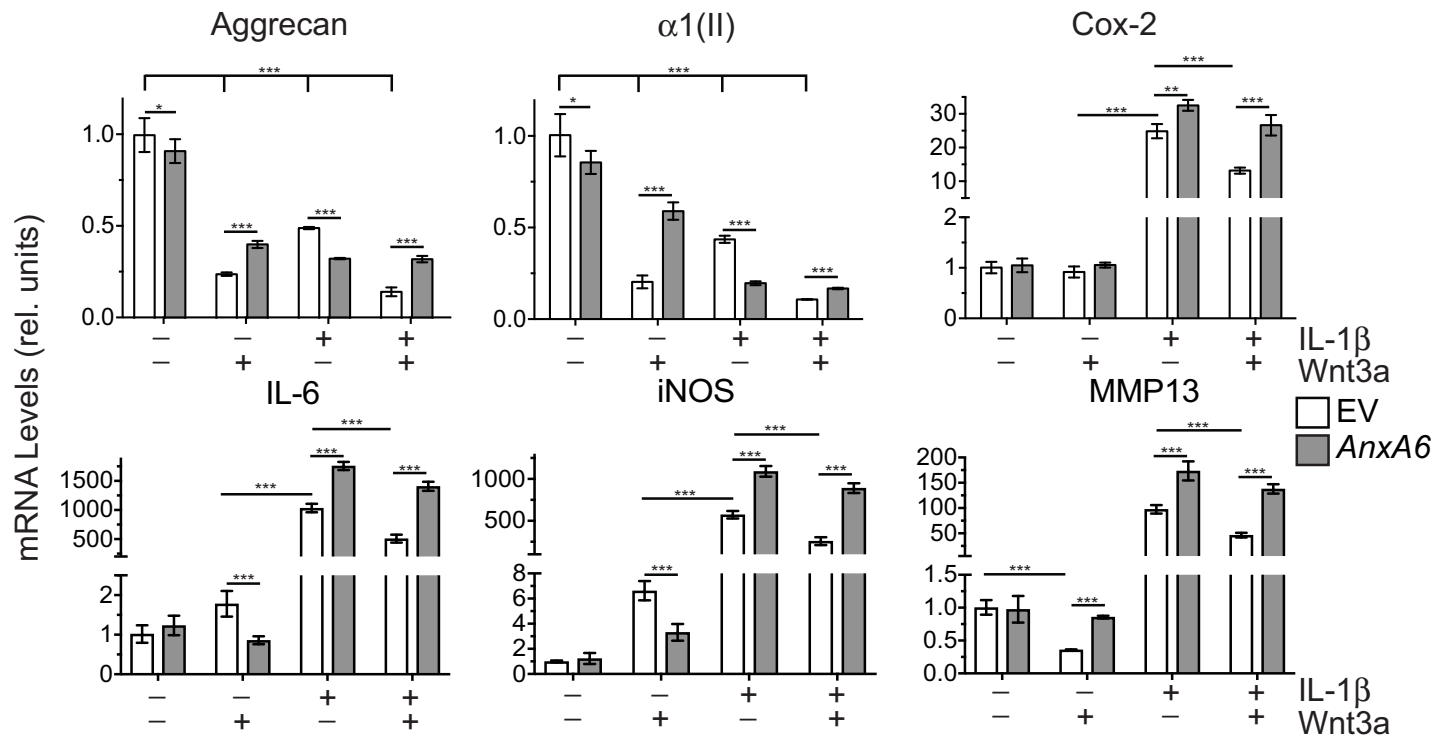 Aggrecan α1(II) Cox-2
mRNA Levels (rel. units)
*** *** ***
* *** *** ***
* *** *** ***
*** ** ***
1.0 0.5 0.0
1.0 0.5 0.0
30 20 10 2 1 0
– – + + – – + + – – + + IL-1β
– + – + – + – + – + – + Wnt3a
IL-6 iNOS MMP13
EV
AnxA6
*** *** *** *** ***
*** *** *** *** ***
*** *** *** *** ***
1500 1000 500 2 1 0
1000 500 8 6 4 2 0
200 150 100 50 1.5 1.0 0.5 0.0
– – + + – – + + – – + + IL-1β
– + – + – + – + – + – + Wnt3a